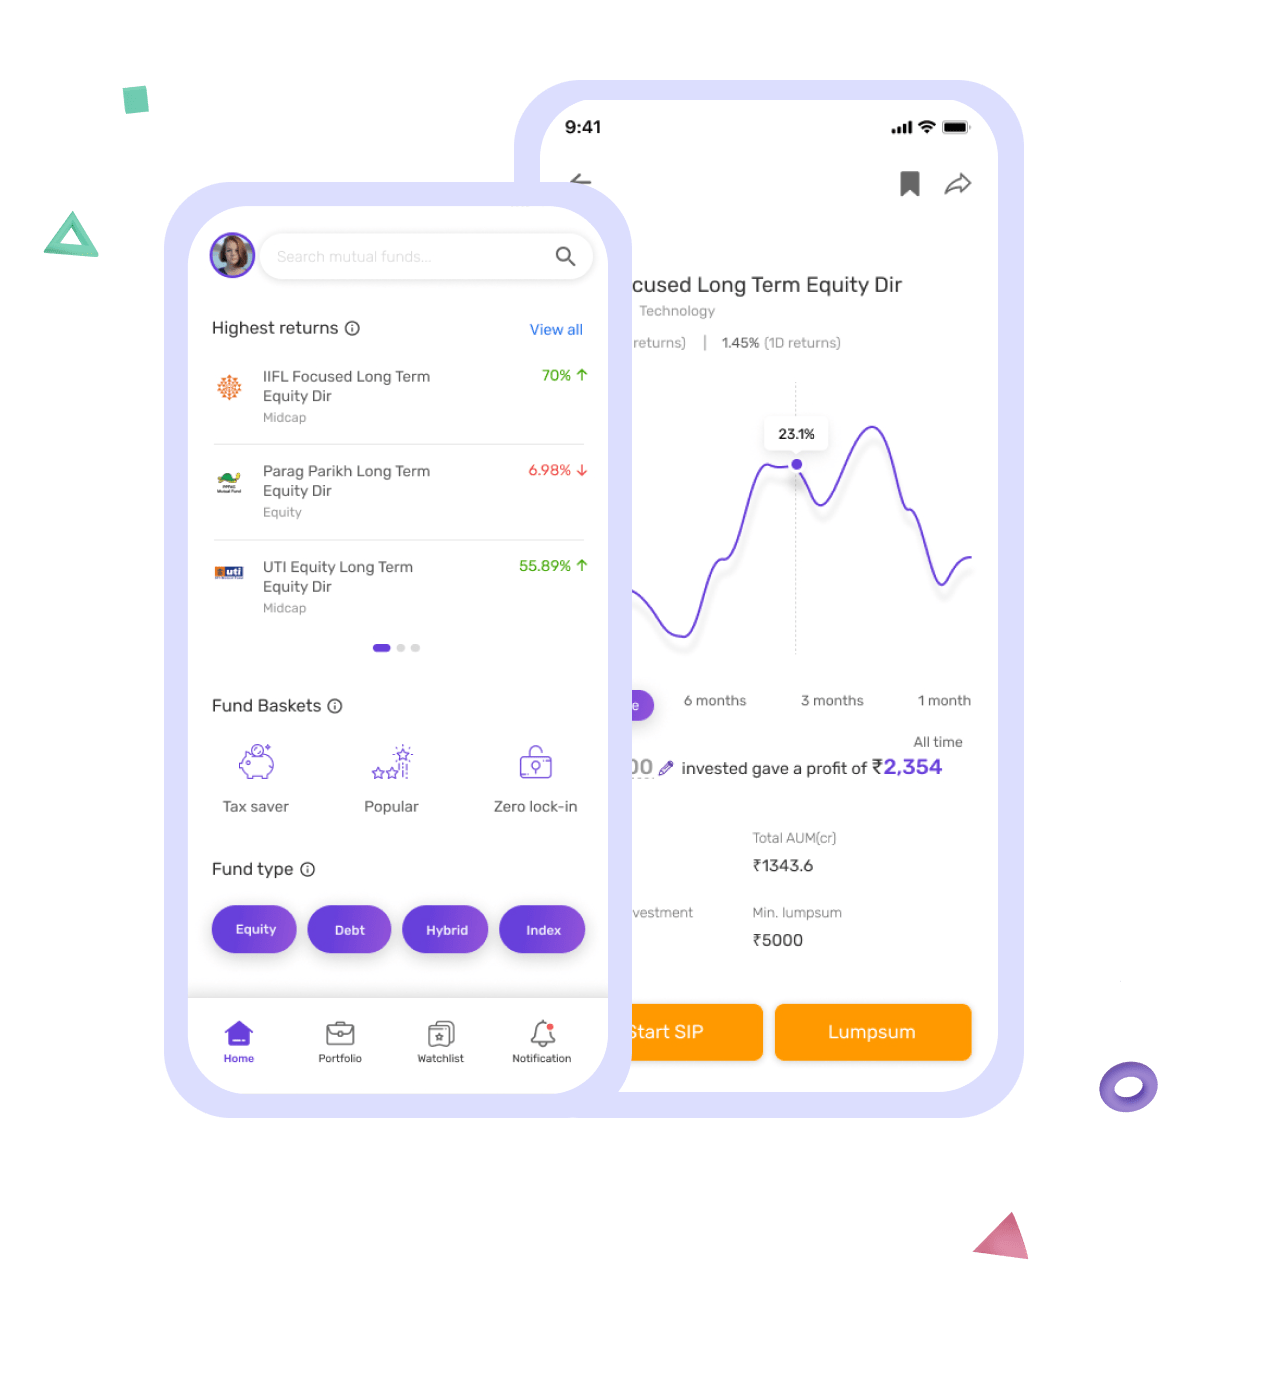 9:41
Search mutual funds...
Highest returns
View all
IIFL Focused Long Term
Equity Dir
Midcap
70%
Parag Parikh Long Term
Equity Dir
Equity
6.98%
PPFAS
Mutual Fund
UTI Equity Long Term
Equity Dir
Midcap
55.89%
uti
Fund Baskets
Tax saver
Popular
Zero lock-in
Fund type
Equity
Debt
Hybrid
Index
Home
Portfolio
Watchlist
Notification
cused Long Term Equity Dir
Technology
returns) | 1.45% (1D returns)
23.1%
e
6 months
3 months
1 month
All time
00 invested gave a profit of ₹2,354
Total AUM(cr)
₹1343.6
vestment
Min. lumpsum
₹5000
Start SIP
Lumpsum